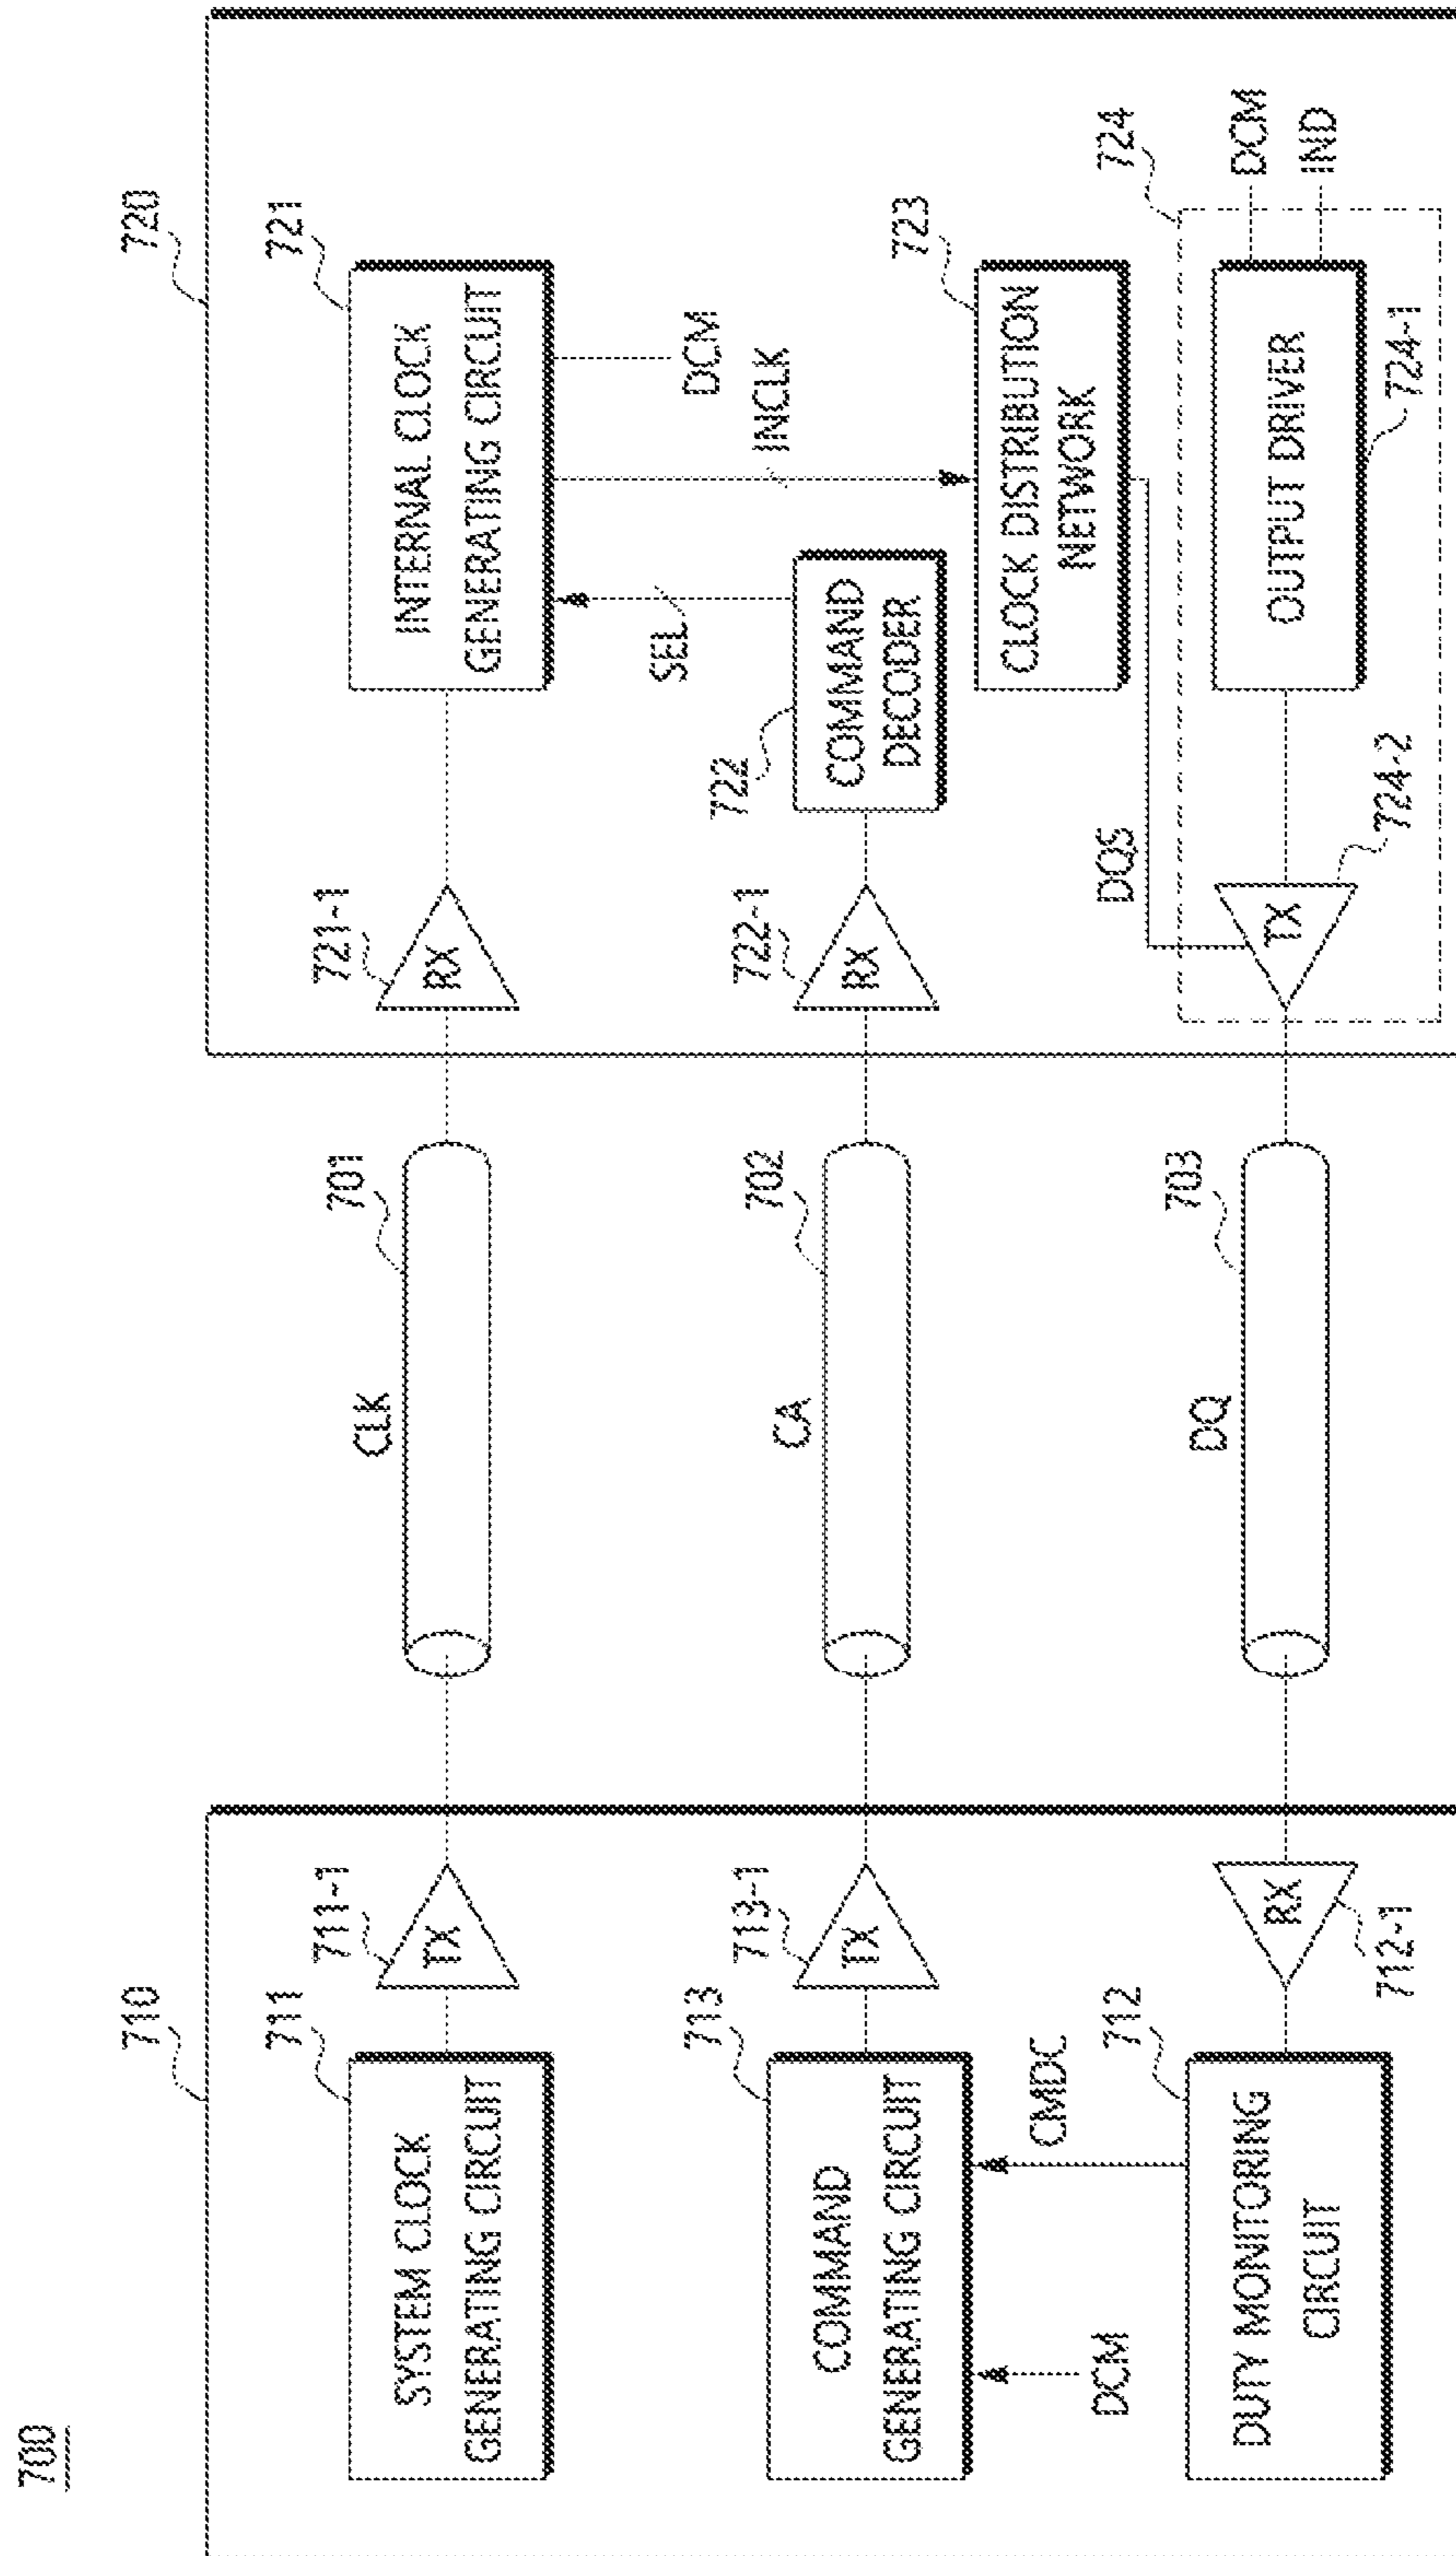 700
710
720
711
SYSTEM CLOCK
GENERATING CIRCUIT
711-1
TX
CLK
701
721-1
RX
721
INTERNAL CLOCK
GENERATING CIRCUIT
DCM
INCLK
SEL
713
COMMAND
GENERATING CIRCUIT
713-1
TX
CA
702
722-1
RX
722
COMMAND
DECODER
723
CLOCK DISTRIBUTION
NETWORK
DCM
CMDC
712
DUTY MONITORING
CIRCUIT
712-1
RX
DQ
703
DQS
TX
724-2
724
OUTPUT DRIVER
724-1
DCM
IND